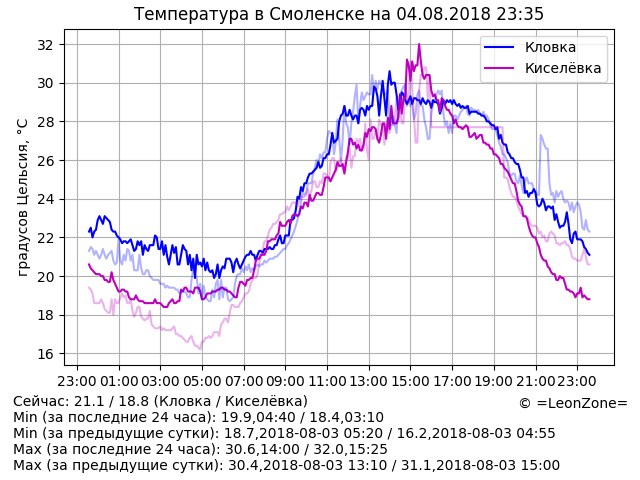 Температура в Смоленске на 04.08.2018 23:35
градусов Цельсия, °C
32
30
28
26
24
22
20
18
16
Кловка
Киселёвка
23:00 01:00 03:00 05:00 07:00 09:00 11:00 13:00 15:00 17:00 19:00 21:00 23:00
Сейчас: 21.1 / 18.8 (Кловка / Киселёвка)
© =LeonZone=
Min (за последние 24 часа): 19.9,04:40 / 18.4,03:10
Min (за предыдущие сутки): 18.7,2018-08-03 05:20 / 16.2,2018-08-03 04:55
Max (за последние 24 часа): 30.6,14:00 / 32.0,15:25
Max (за предыдущие сутки): 30.4,2018-08-03 13:10 / 31.1,2018-08-03 15:00